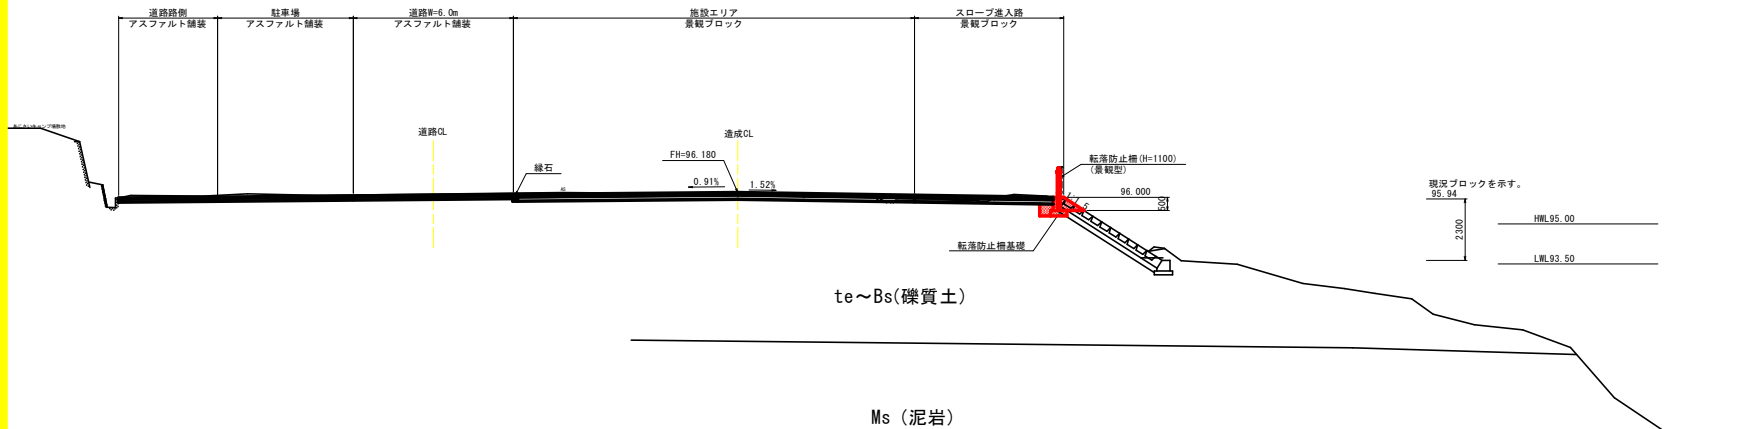 道路路側
アスファルト舗装
駐車場
アスファルト舗装
道路W=6.0m
アスファルト舗装
施設エリア
景観ブロック
スロープ進入路
景観ブロック
道路CL
造成CL
FH=96.180
縁石
0.91%
1.52%
転落防止柵(H=1100)
(景観型)
96.000
500
転落防止柵基礎
現況ブロックを示す。
95.94
2300
HWL95.00
LWL93.50
te～Bs(礫質土)
Ms (泥岩)